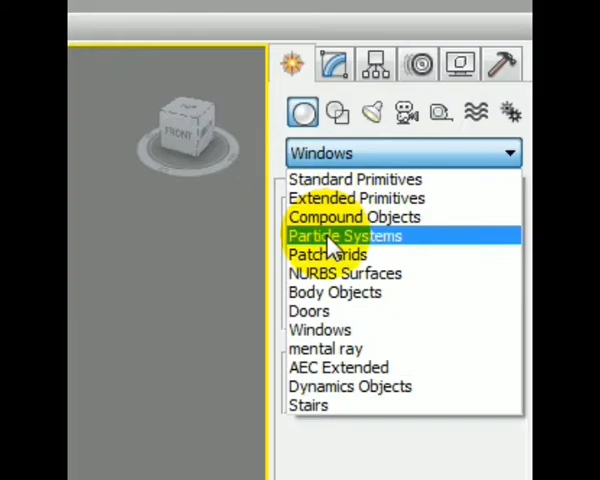 FRONT
Windows
Standard Primitives
Extended Primitives
Compound Objects
Particle Systems
Patch Grids
NURBS Surfaces
Body Objects
Doors
Windows
mental ray
AEC Extended
Dynamics Objects
Stairs